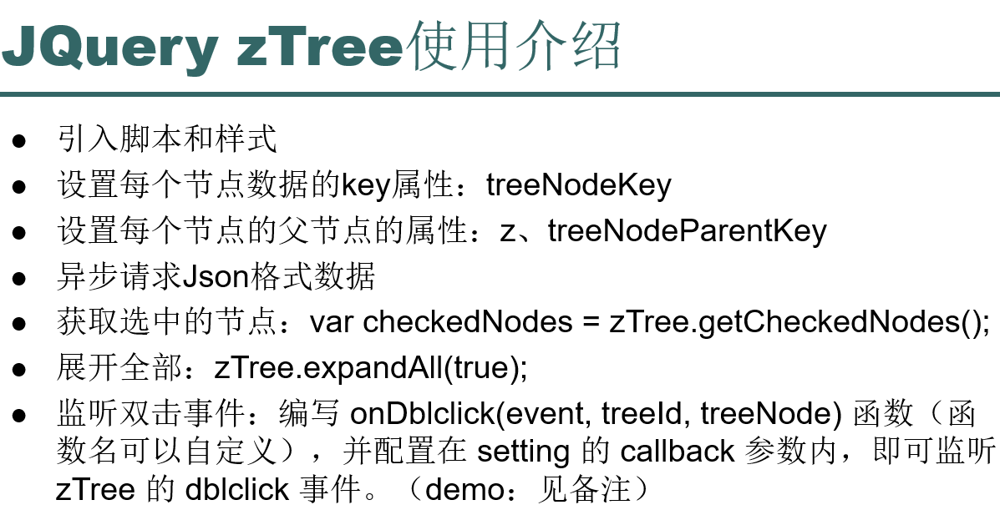 JQuery zTree使用介绍
● 引入脚本和样式
● 设置每个节点数据的key属性：treeNodeKey
● 设置每个节点的父节点的属性：z、treeNodeParentKey
● 异步请求Json格式数据
● 获取选中的节点：var checkedNodes = zTree.getCheckedNodes();
● 展开全部：zTree.expandAll(true);
● 监听双击事件：编写 onDblclick(event, treeId, treeNode) 函数（函
数名可以自定义），并配置在 setting 的 callback 参数内，即可监听
zTree 的 dblclick 事件。（demo：见备注）